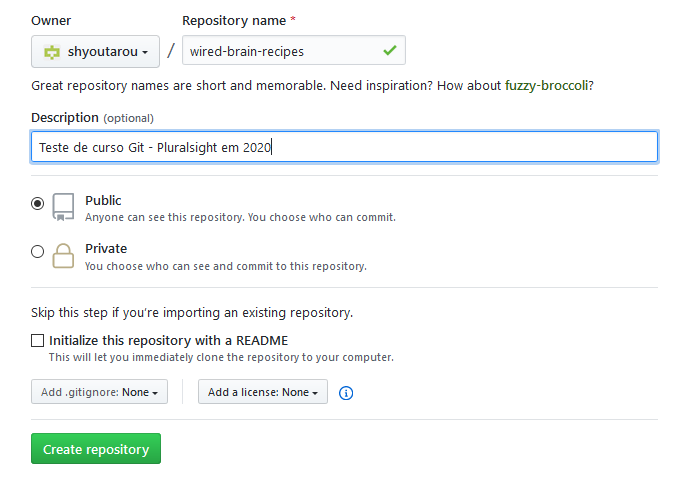 Owner
Repository name *
shyoutarou / wired-brain-recipes
Great repository names are short and memorable. Need inspiration? How about fuzzy-broccoli?
Description (optional)
Teste de curso Git - Pluralsight em 2020
Public
Anyone can see this repository. You choose who can commit.
Private
You choose who can see and commit to this repository.
Skip this step if you’re importing an existing repository.
Initialize this repository with a README
This will let you immediately clone the repository to your computer.
Add .gitignore: None
Add a license: None
Create repository